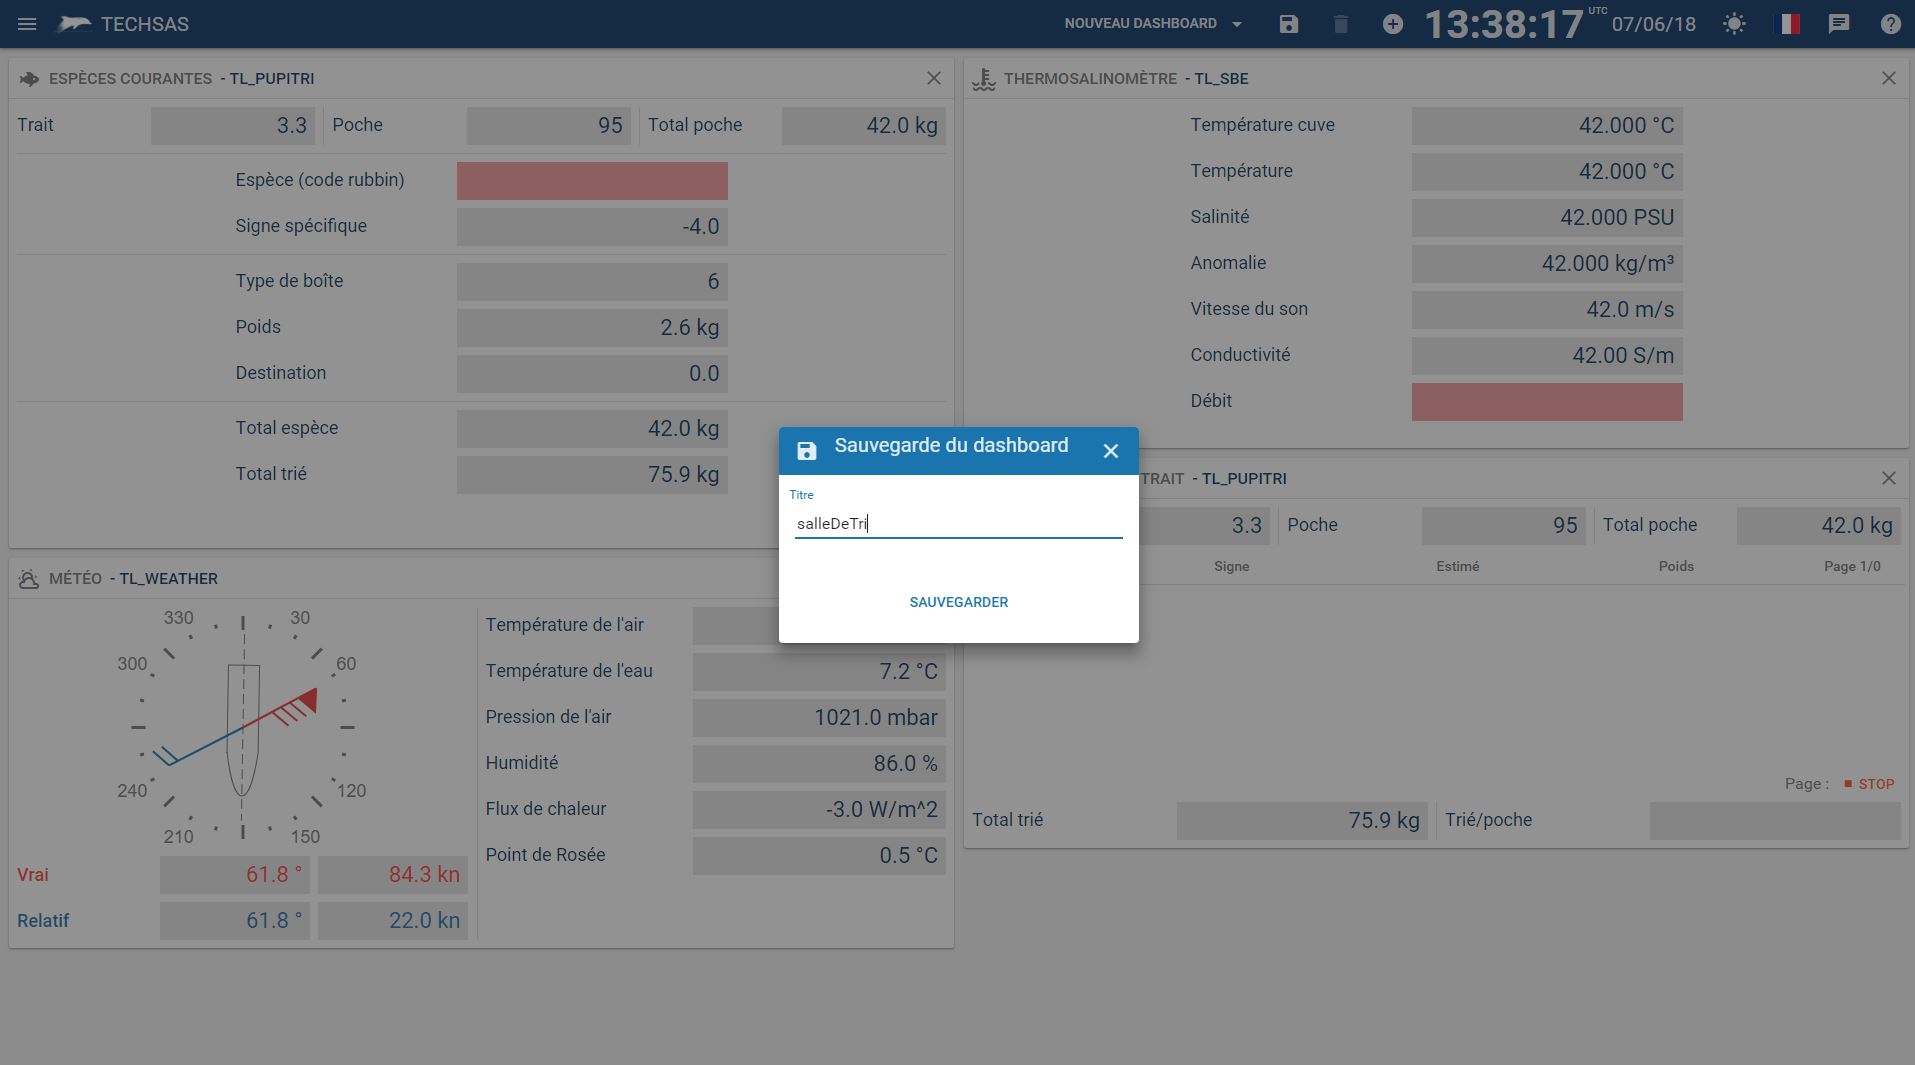 TECHSAS
NOUVEAU DASHBOARD
13:38:17 UTC 07/06/18
ESPÈCES COURANTES - TL_PUPITRI
Trait 3.3 Poche 95 Total poche 42.0 kg
Espèce (code rubbin)
Signe spécifique -4.0
Type de boîte 6
Poids 2.6 kg
Destination 0.0
Total espèce 42.0 kg
Total trié 75.9 kg
THERMOSALINOMÈTRE - TL_SBE
Température cuve 42.000 °C
Température 42.000 °C
Salinité 42.000 PSU
Anomalie 42.000 kg/m³
Vitesse du son 42.0 m/s
Conductivité 42.00 S/m
Débit
Sauvegarde du dashboard
Titre
salleDeTri
SAUVEGARDER
MÉTÉO - TL_WEATHER
330 30
300 60
240 120
210 150
Vrai 61.8 ° 84.3 kn
Relatif 61.8 ° 22.0 kn
Température de l'air
Température de l'eau 7.2 °C
Pression de l'air 1021.0 mbar
Humidité 86.0 %
Flux de chaleur -3.0 W/m^2
Point de Rosée 0.5 °C
TRAIT - TL_PUPITRI
3.3 Poche 95 Total poche 42.0 kg
Signe Estimé Poids Page 1/0
Page : STOP
Total trié 75.9 kg Trié/poche